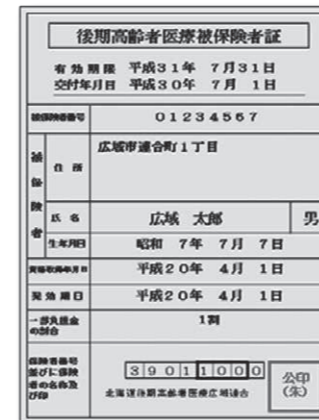 後期高齢者医療被保険者証
有効期限 平成31年 7月31日
交付年月日 平成30年 7月 1日
被保険者番号 01234567
被保険者
住所 広域市連合町1丁目
氏名 広域 太郎 男
生年月日 昭和 7年 7月 7日
資格取得年月日 平成20年 4月 1日
発効期日 平成20年 4月 1日
一部負担金の割合 1割
保険者番号並びに保険者の名称及び印 39011000
北海道後期高齢者医療広域連合
公印
(朱)